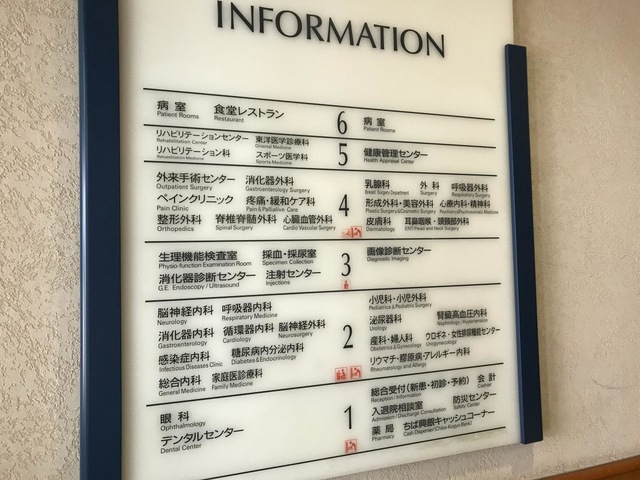 INFORMATION
病室 食堂レストラン 6 病室
Patient Rooms Restaurant Patient Rooms
リハビリテーションセンター 東洋医学診療科
Rehabilitation Center Oriental Medicine
リハビリテーション科 スポーツ医学科 5 健康管理センター
Rehabilitation Medicine Sports Medicine Health Appraisal Center
外来手術センター 消化器外科 乳腺科 外科 呼吸器外科
Outpatient Surgery Gastroenterology Surgery Breast Surgery Department Surgery Respiratory Surgery
ペインクリニック 疼痛・緩和ケア科 4 形成外科・美容外科 心療内科・精神科
Pain Clinic Pain & Palliative Care Plastic Surgery&Cosmetic Surgery Psychiatric&Psychosomatic Medicine
整形外科 脊椎脊髄外科 心臓血管外科 皮膚科 耳鼻咽喉・頭頸部外科
Orthopedics Spinal Surgery Cardio Vascular Surgery Dermatology ENT/Head and Neck Surgery
生理機能検査室 採血・採尿室 3 画像診断センター
Physio-function Examination Room Specimen Collection Diagnostic Imaging
消化器診断センター 注射センター
G.E. Endoscopy / Ultrasound Injections
脳神経内科 呼吸器内科 小児科・小児外科
Neurology Respiratory Medicine Pediatrics & Pediatric Surgery
消化器内科 循環器内科 脳神経外科 2 泌尿器科 腎臓高血圧内科
Gastroenterology Cardiology Neurosurgery Urology Nephrology / Hypertension
感染症内科 糖尿病内分泌内科 産科・婦人科 ウロギネ・女性排尿機能センター
Infectious Diseases Clinic Diabetes&Endocrinology Obstetrics & Gynecology Urogynecology
総合内科 家庭医診療科 リウマチ・膠原病・アレルギー内科
General Medicine Family Medicine Rheumatology and Allergy
眼科 1 総合受付(新患・初診・予約) 会計
Ophthalmology Reception / Information Cashier
デンタルセンター 入退院相談室 防災センター
Dental Center Admission / Discharge Consultation Safety Center
薬局 ちば興銀キャッシュコーナー
Pharmacy Cash Dispenser (Chiba Kogyo Bank)